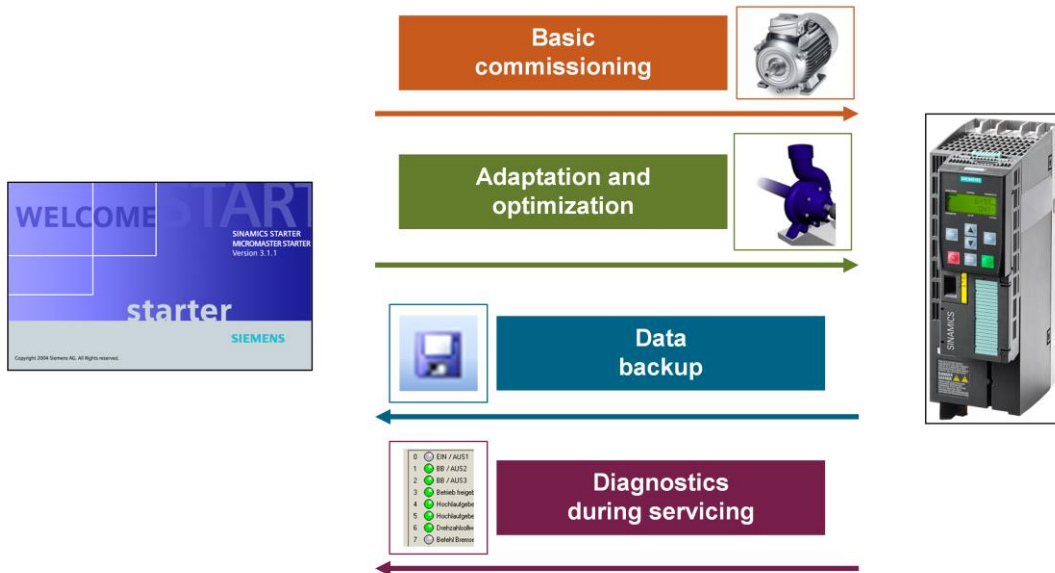 Basic
commissioning
Adaptation and
optimization
WELCOME
START
SINAMICS STARTER
MICROMASTER STARTER
Version 3.1.1
starter
SIEMENS
Copyright 2004 Siemens AG. All Rights reserved.
SIEMENS
SINAMICS
Data
backup
0 EIN / AUS1
1 BB / AUS2
2 BB / AUS3
3 Betrieb freigeb
4 Hochlaufgebe
5 Hochlaufgebe
6 Drehzahlsollwe
7 Befehl Bremse
Diagnostics
during servicing